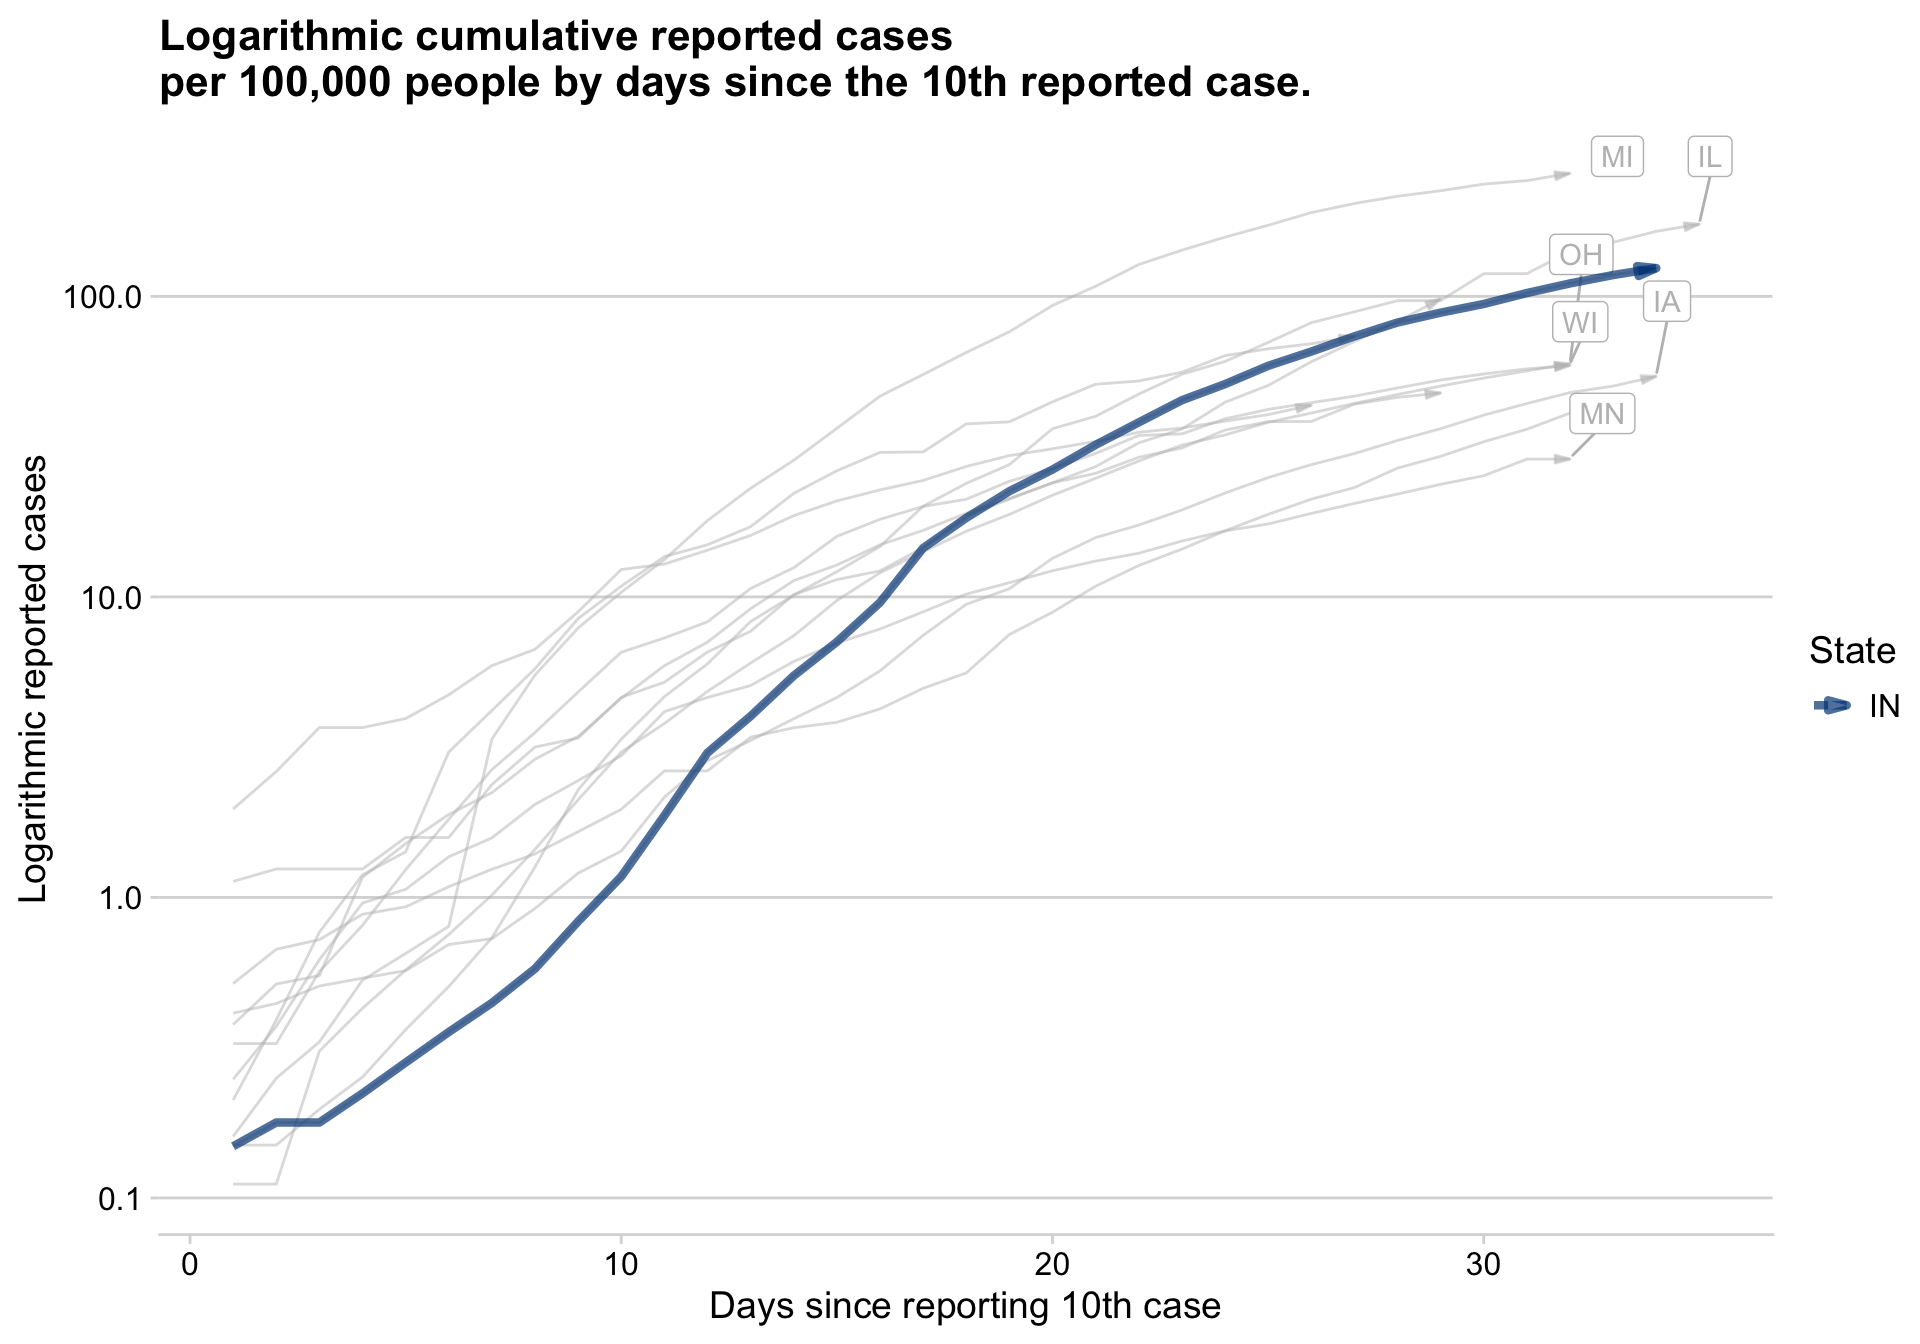 Logarithmic cumulative reported cases
per 100,000 people by days since the 10th reported case.
MI
IL
OH
IA
WI
MN
100.0
10.0
1.0
0.1
Logarithmic reported cases
0
10
20
30
Days since reporting 10th case
State
IN